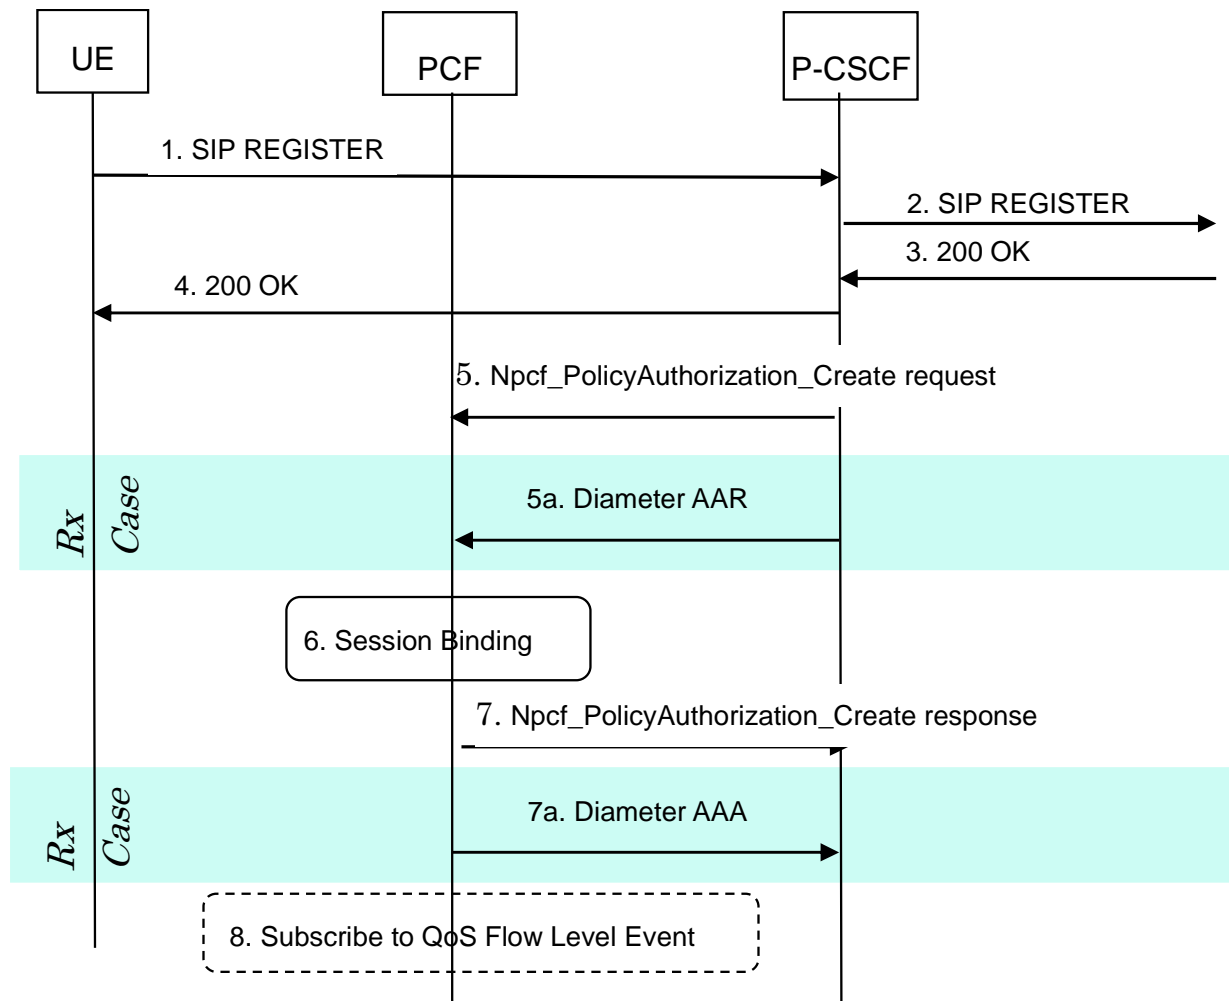 UE
PCF
P-CSCF
1. SIP REGISTER
2. SIP REGISTER
3. 200 OK
4. 200 OK
5. Npcf_PolicyAuthorization_Create request
Rx
Case
5a. Diameter AAR
6. Session Binding
7. Npcf_PolicyAuthorization_Create response
Rx
Case
7a. Diameter AAA
8. Subscribe to QoS Flow Level Event